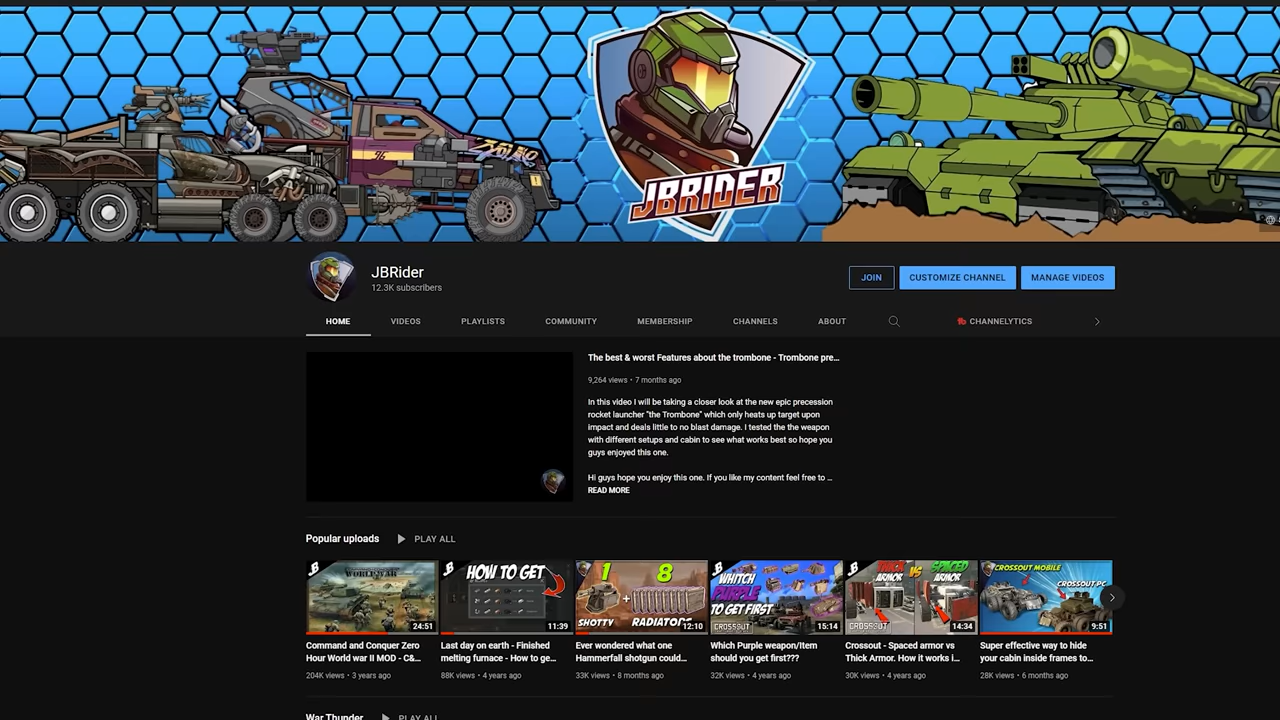 JBRIDER
JBRider
12.3K subscribers
JOIN
CUSTOMIZE CHANNEL
MANAGE VIDEOS
HOME
VIDEOS
PLAYLISTS
COMMUNITY
MEMBERSHIP
CHANNELS
ABOUT
CHANNELYTICS
The best & worst Features about the trombone - Trombone pre...
9,264 views • 7 months ago
In this video I will be taking a closer look at the new epic precession
rocket launcher "the Trombone" which only heats up target upon
impact and deals little to no blast damage. I tested the the weapon
with different setups and cabin to see what works best so hope you
guys enjoyed this one.
Hi guys hope you enjoy this one. If you like my content feel free to ...
READ MORE
Popular uploads
PLAY ALL
WORLD WAR
24:51
Command and Conquer Zero
Hour World war II MOD - C&...
204K views • 3 years ago
HOW TO GET
11:39
Last day on earth - Finished
melting furnace - How to ge...
88K views • 4 years ago
1
8
+
SHOTTY
RADIATORS
12:10
Ever wondered what one
Hammerfall shotgun could...
33K views • 8 months ago
WHITCH
PURPLE
TO GET FIRST
CROSSOUT
15:14
Which Purple weapon/Item
should you get first???
32K views • 4 years ago
THICK
ARMOR
VS
SPACED
ARMOR
CROSSOUT
14:34
Crossout - Spaced armor vs
Thick Armor. How it works i...
30K views • 4 years ago
CROSSOUT MOBILE
CROSSOUT PC
9:51
Super effective way to hide
your cabin inside frames to...
28K views • 6 months ago
War Thunder
PLAY ALL